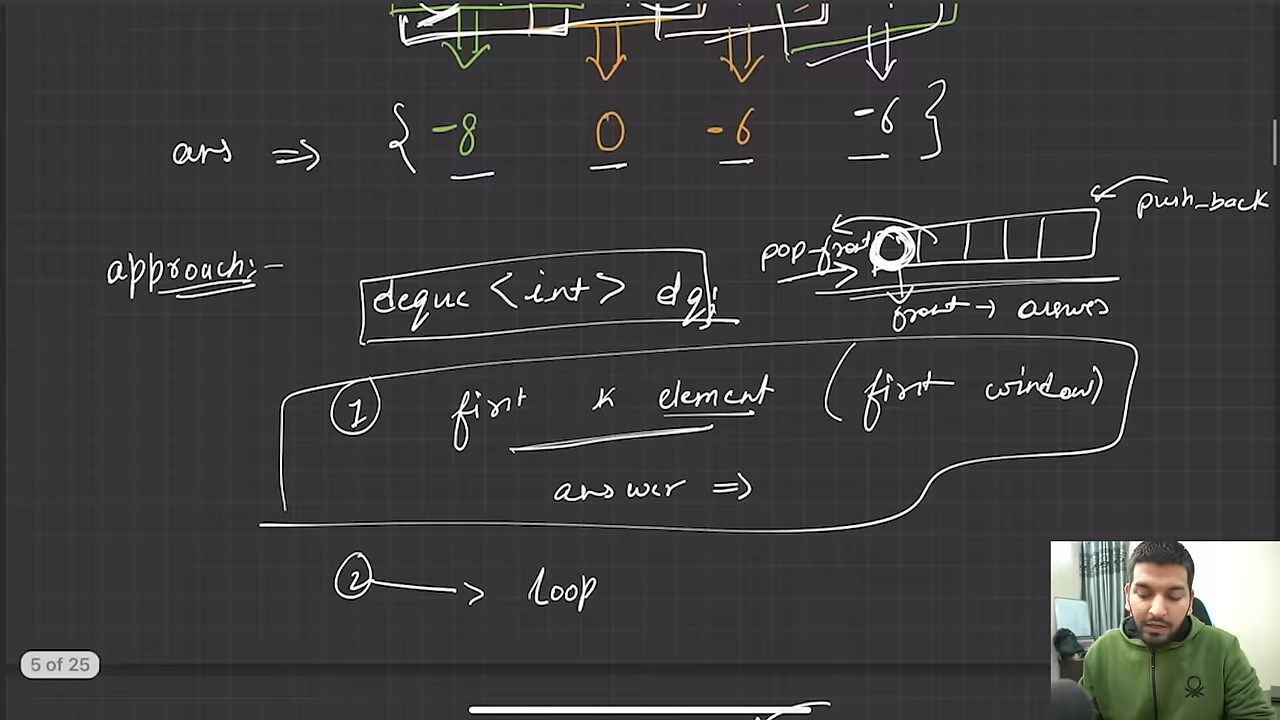 ans ⇒ { -8 0 -6 -6 }
push_back
pop-front
approach:-
deque <int> dq;
front → answer
1 first K element (first window)
answer ⇒
2 → loop
5 of 25